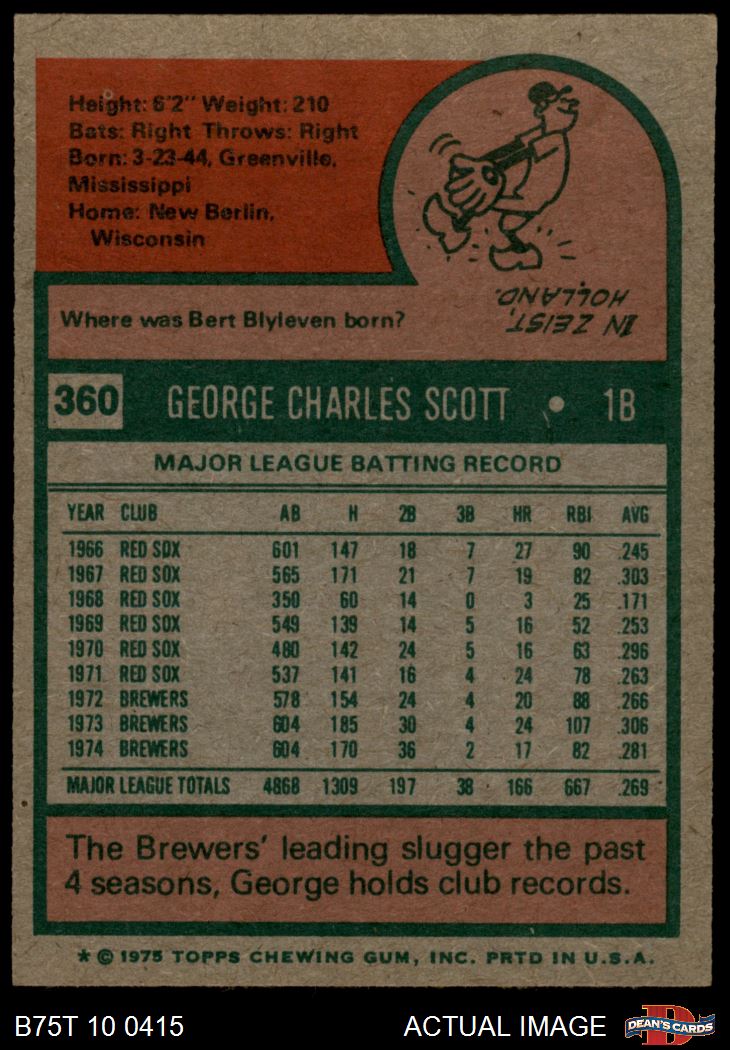 Height: 6'2" Weight: 210
Bats: Right Throws: Right
Born: 3-23-44, Greenville,
Mississippi
Home: New Berlin,
Wisconsin
Where was Bert Blyleven born?
IN ZEIST,
HOLLAND.
360 GEORGE CHARLES SCOTT • 1B
MAJOR LEAGUE BATTING RECORD
YEAR CLUB AB H 2B 3B HR RBI AVG
1966 RED SOX 601 147 18 7 27 90 .245
1967 RED SOX 565 171 21 7 19 82 .303
1968 RED SOX 350 60 14 0 3 25 .171
1969 RED SOX 549 139 14 5 16 52 .253
1970 RED SOX 480 142 24 5 16 63 .296
1971 RED SOX 537 141 16 4 24 78 .263
1972 BREWERS 578 154 24 4 20 88 .266
1973 BREWERS 604 185 30 4 24 107 .306
1974 BREWERS 604 170 36 2 17 82 .281
MAJOR LEAGUE TOTALS 4868 1309 197 38 166 667 .269
The Brewers' leading slugger the past
4 seasons, George holds club records.
* © 1975 TOPPS CHEWING GUM, INC. PRTD IN U.S.A.
B75T 10 0415 ACTUAL IMAGE
D
DEAN'S CARDS